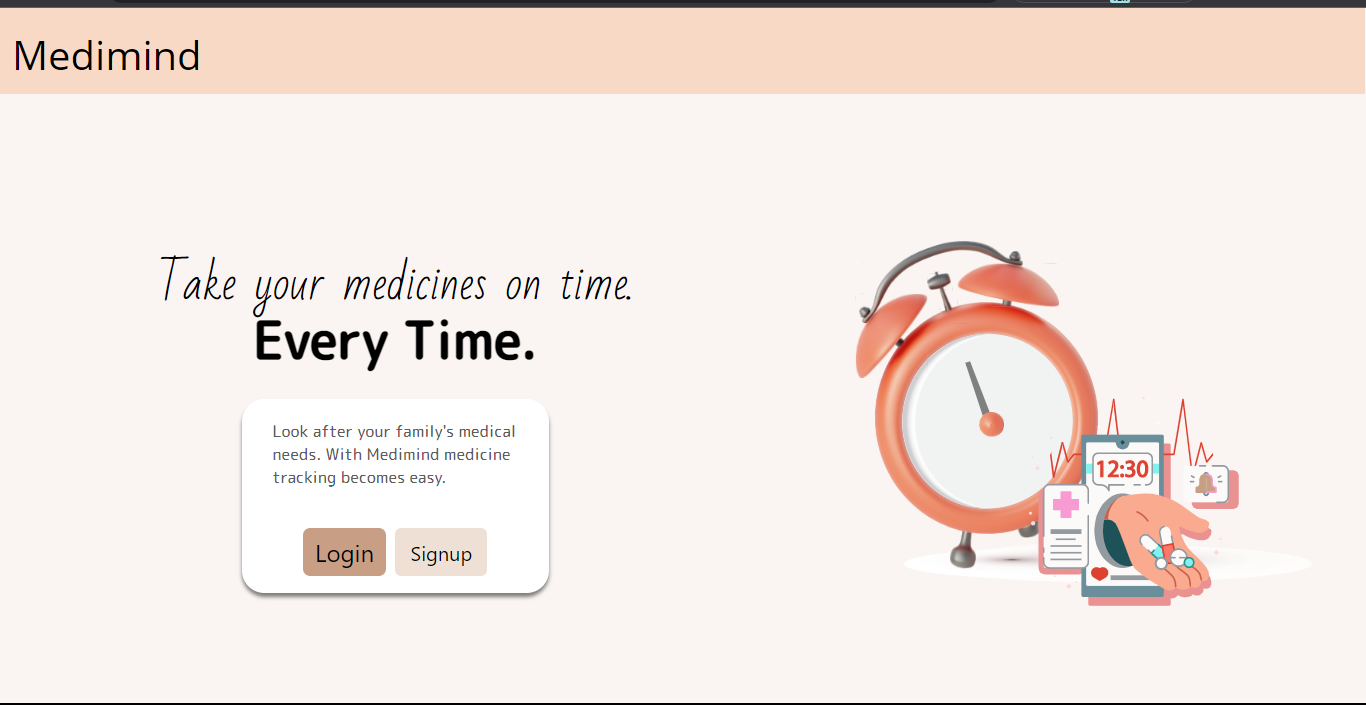 Medimind
Take your medicines on time.
Every Time.
Look after your family's medical
needs. With Medimind medicine
tracking becomes easy.
Login Signup
12:30